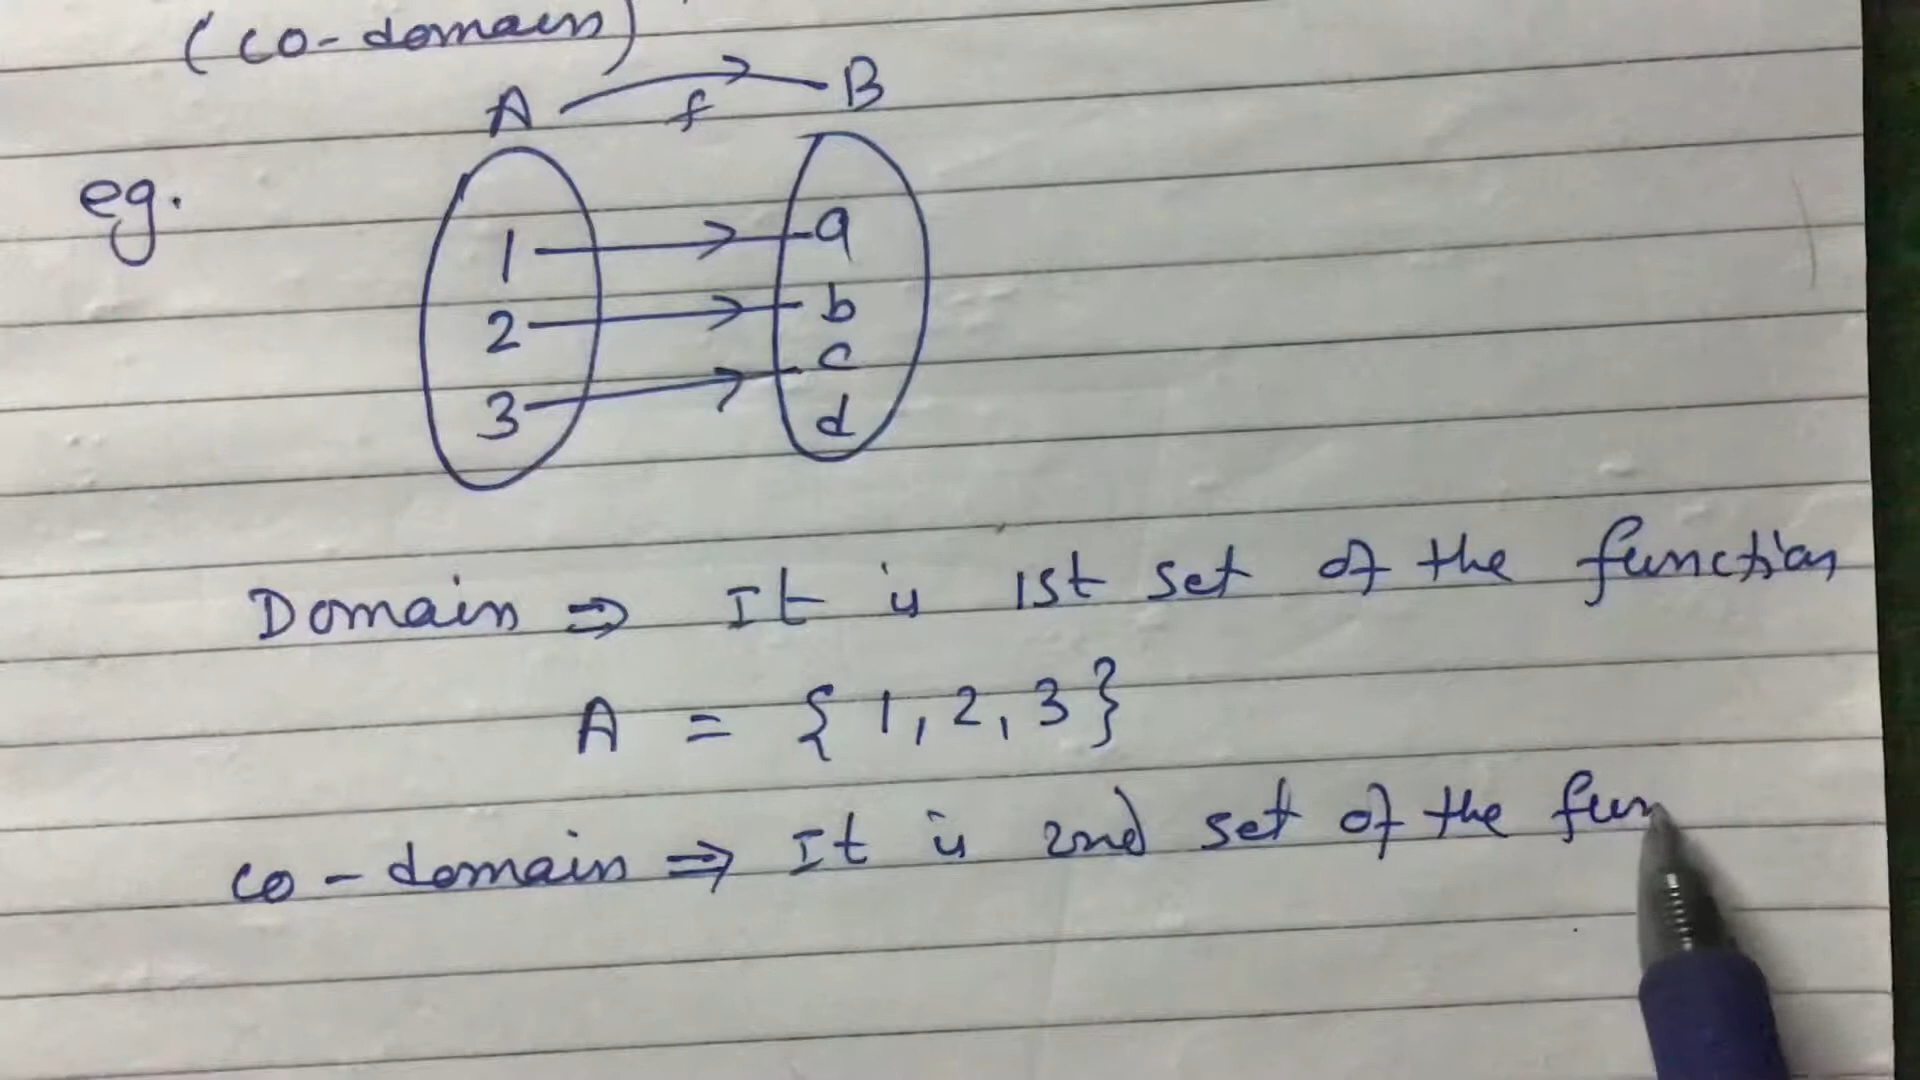 (co-domain)
A f B
eg.
1 a
2 b
3 c
d
Domain ⇒ It is 1st set of the function
A = {1, 2, 3}
co-domain ⇒ It is 2nd set of the fun